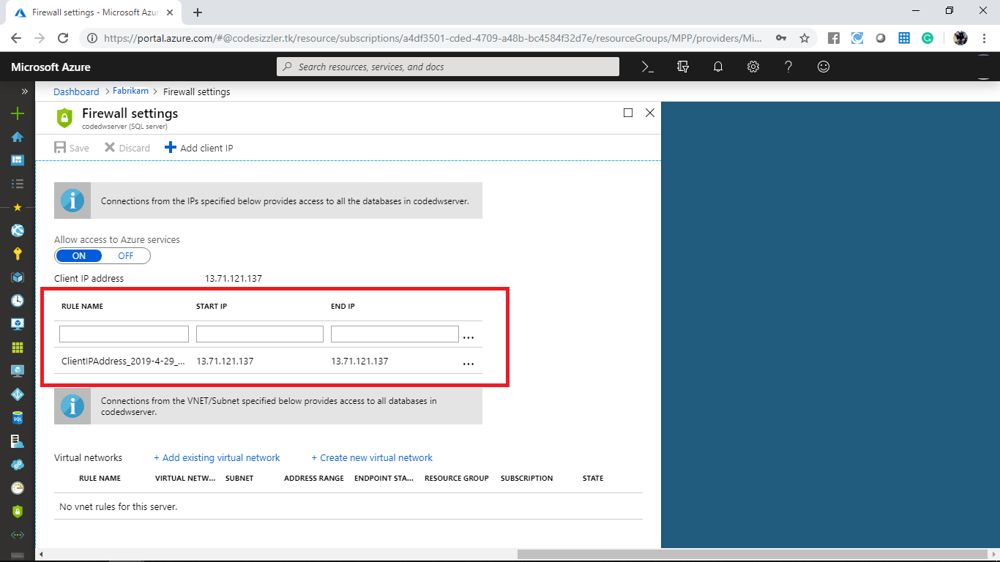 Firewall settings - Microsoft Azur
https://portal.azure.com/#@codesizzler.tk/resource/subscriptions/a4df3501-cded-4709-a48b-bc4584f32d7e/resourceGroups/MPP/providers/Mi...
Microsoft Azure
Search resources, services, and docs
Dashboard > Fabrikam > Firewall settings
Firewall settings
codedwserver (SQL server)
Save Discard Add client IP
Connections from the IPs specified below provides access to all the databases in codedwserver.
Allow access to Azure services
ON OFF
Client IP address 13.71.121.137
RULE NAME START IP END IP
...
ClientIPAddress_2019-4-29_... 13.71.121.137 13.71.121.137 ...
Connections from the VNET/Subnet specified below provides access to all databases in
codedwserver.
Virtual networks + Add existing virtual network + Create new virtual network
RULE NAME VIRTUAL NETW... SUBNET ADDRESS RANGE ENDPOINT STA... RESOURCE GROUP SUBSCRIPTION STATE
No vnet rules for this server.
SQL